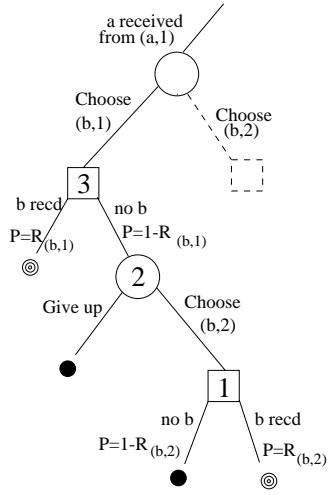 a received
from (a,1)
Choose
(b,1)
Choose
(b,2)
3
b recd
no b
P=R(b,1)
P=1-R(b,1)
2
Give up
Choose
(b,2)
1
no b
b recd
P=1-R(b,2)
P=R(b,2)